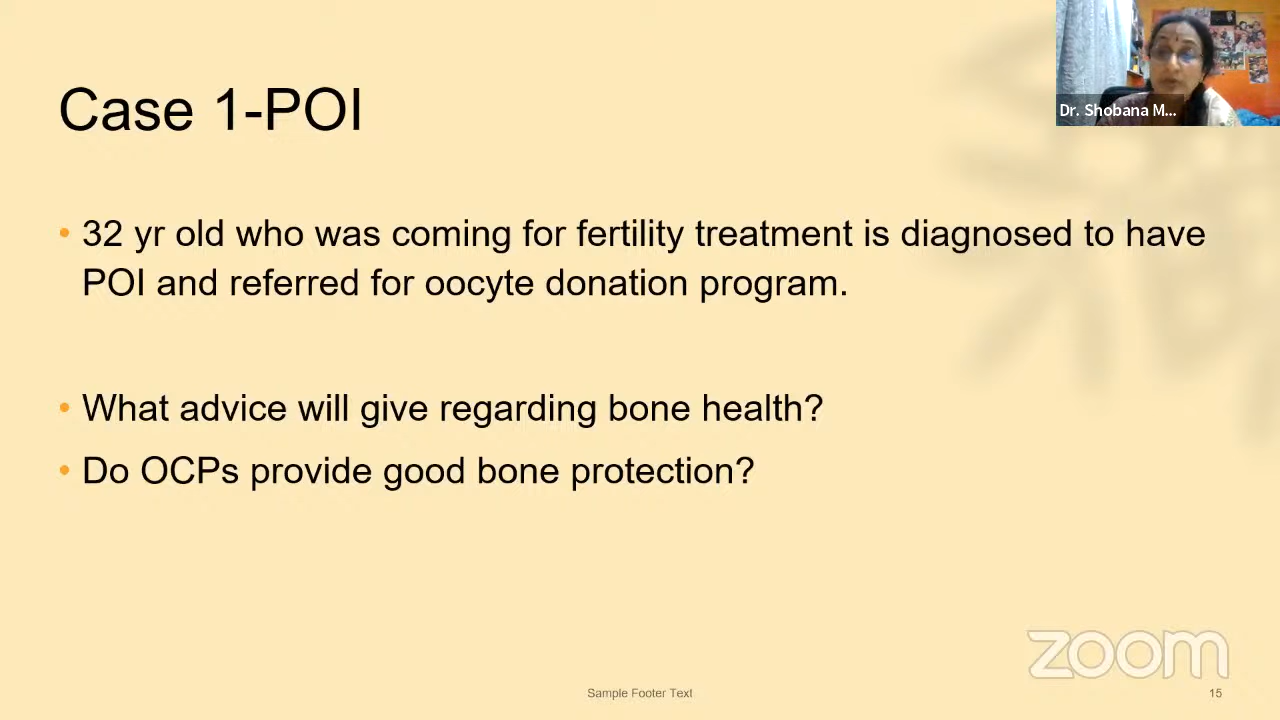 Dr. Shobana M...
Case 1-POI
• 32 yr old who was coming for fertility treatment is diagnosed to have
POI and referred for oocyte donation program.
• What advice will give regarding bone health?
• Do OCPs provide good bone protection?
zoom
Sample Footer Text
15